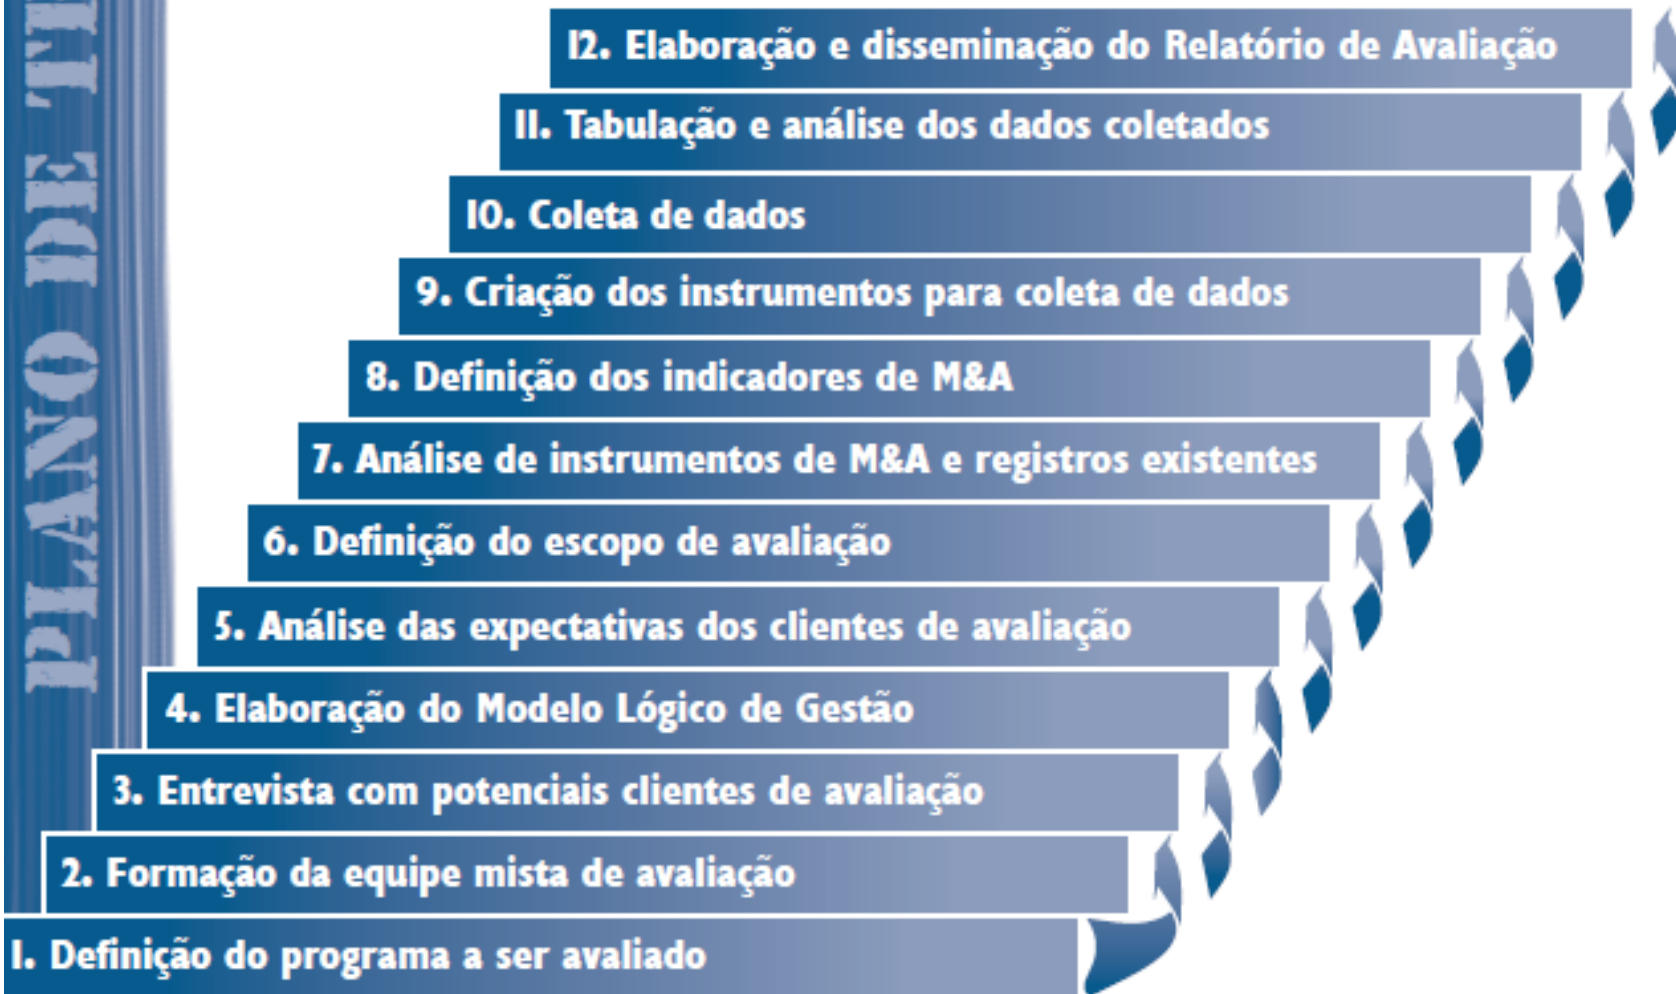 PLANO DE
12. Elaboração e disseminação do Relatório de Avaliação
11. Tabulação e análise dos dados coletados
10. Coleta de dados
9. Criação dos instrumentos para coleta de dados
8. Definição dos indicadores de M&A
7. Análise de instrumentos de M&A e registros existentes
6. Definição do escopo de avaliação
5. Análise das expectativas dos clientes de avaliação
4. Elaboração do Modelo Lógico de Gestão
3. Entrevista com potenciais clientes de avaliação
2. Formação da equipe mista de avaliação
1. Definição do programa a ser avaliado